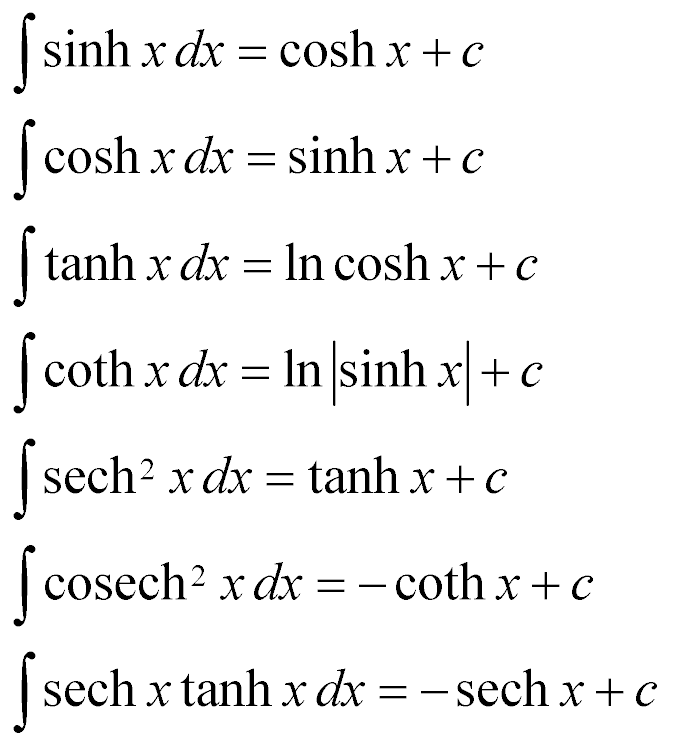 ∫ sinh x dx = cosh x + c
∫ cosh x dx = sinh x + c
∫ tanh x dx = ln cosh x + c
∫ coth x dx = ln |sinh x| + c
∫ sech² x dx = tanh x + c
∫ cosech² x dx = − coth x + c
∫ sech x tanh x dx = − sech x + c